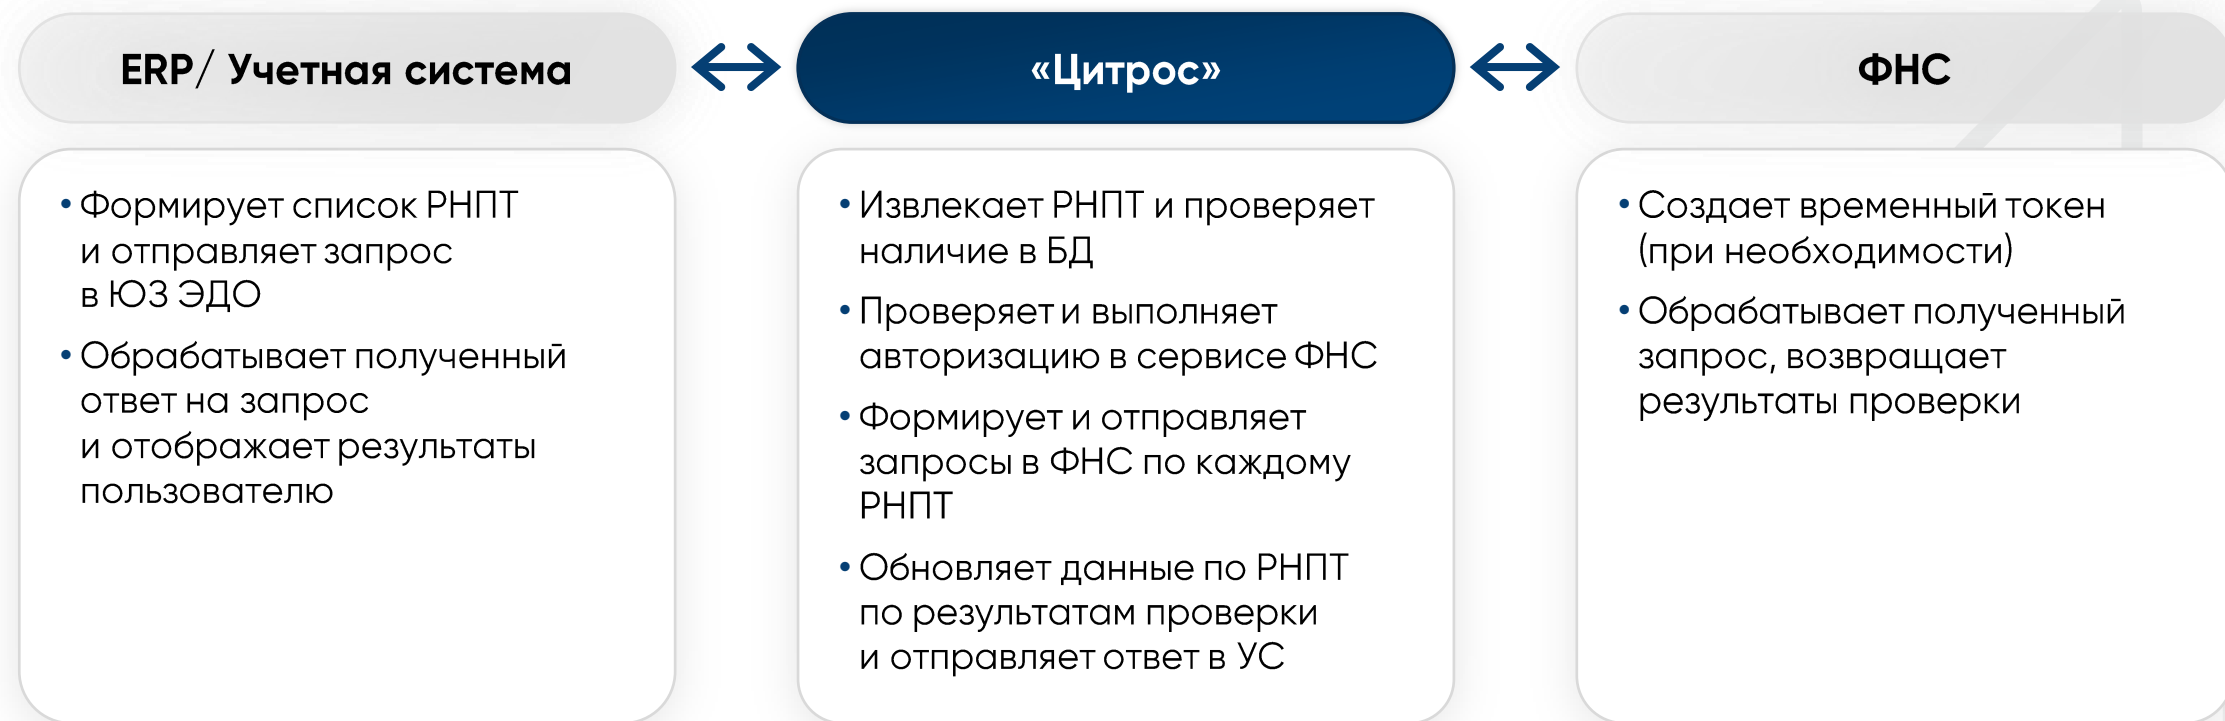 ERP/ Учетная система
«Цитрос»
ФНС
• Формирует список РНПТ
и отправляет запрос
в ЮЗ ЭДО
• Обрабатывает полученный
ответ на запрос
и отображает результаты
пользователю
• Извлекает РНПТ и проверяет
наличие в БД
• Проверяет и выполняет
авторизацию в сервисе ФНС
• Формирует и отправляет
запросы в ФНС по каждому
РНПТ
• Обновляет данные по РНПТ
по результатам проверки
и отправляет ответ в УС
• Создает временный токен
(при необходимости)
• Обрабатывает полученный
запрос, возвращает
результаты проверки